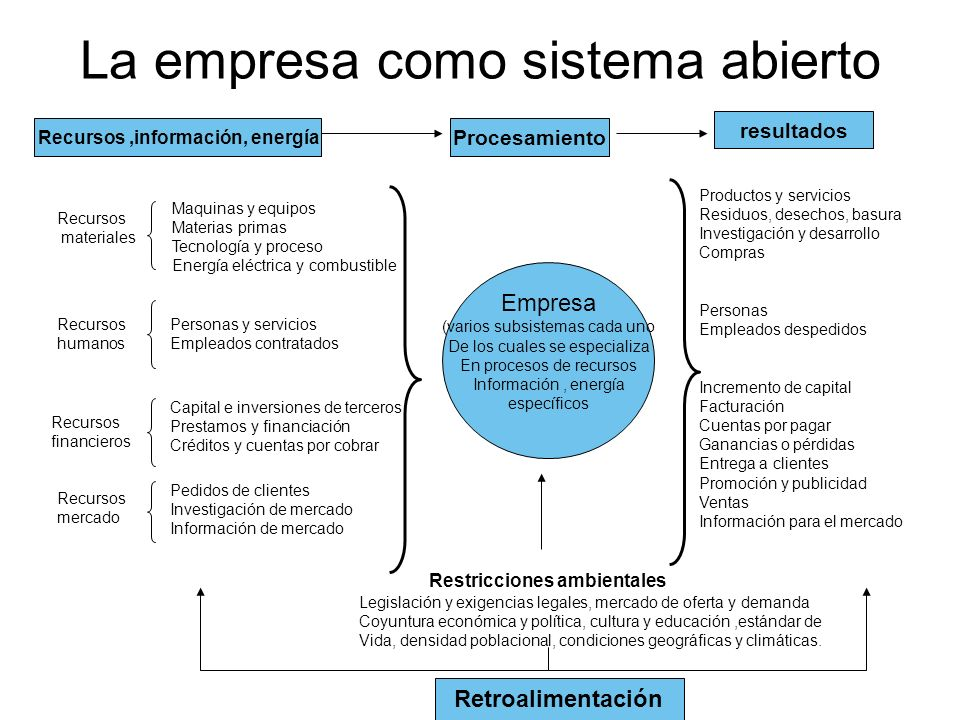 La empresa como sistema abierto
Recursos ,información, energía
Procesamiento
resultados
Recursos
materiales
Maquinas y equipos
Materias primas
Tecnología y proceso
Energía eléctrica y combustible
Recursos
humanos
Personas y servicios
Empleados contratados
Recursos
financieros
Capital e inversiones de terceros
Prestamos y financiación
Créditos y cuentas por cobrar
Recursos
mercado
Pedidos de clientes
Investigación de mercado
Información de mercado
Empresa
(varios subsistemas cada uno
De los cuales se especializa
En procesos de recursos
Información , energía
específicos
Productos y servicios
Residuos, desechos, basura
Investigación y desarrollo
Compras
Personas
Empleados despedidos
Incremento de capital
Facturación
Cuentas por pagar
Ganancias o pérdidas
Entrega a clientes
Promoción y publicidad
Ventas
Información para el mercado
Restricciones ambientales
Legislación y exigencias legales, mercado de oferta y demanda
Coyuntura económica y política, cultura y educación ,estándar de
Vida, densidad poblacional, condiciones geográficas y climáticas.
Retroalimentación